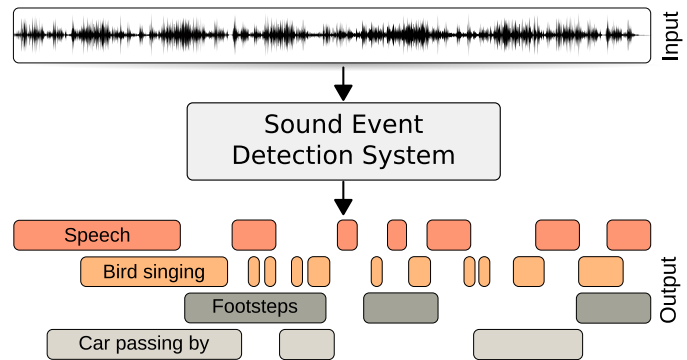 Input
Sound Event
Detection System
Speech
Bird singing
Footsteps
Car passing by
Output